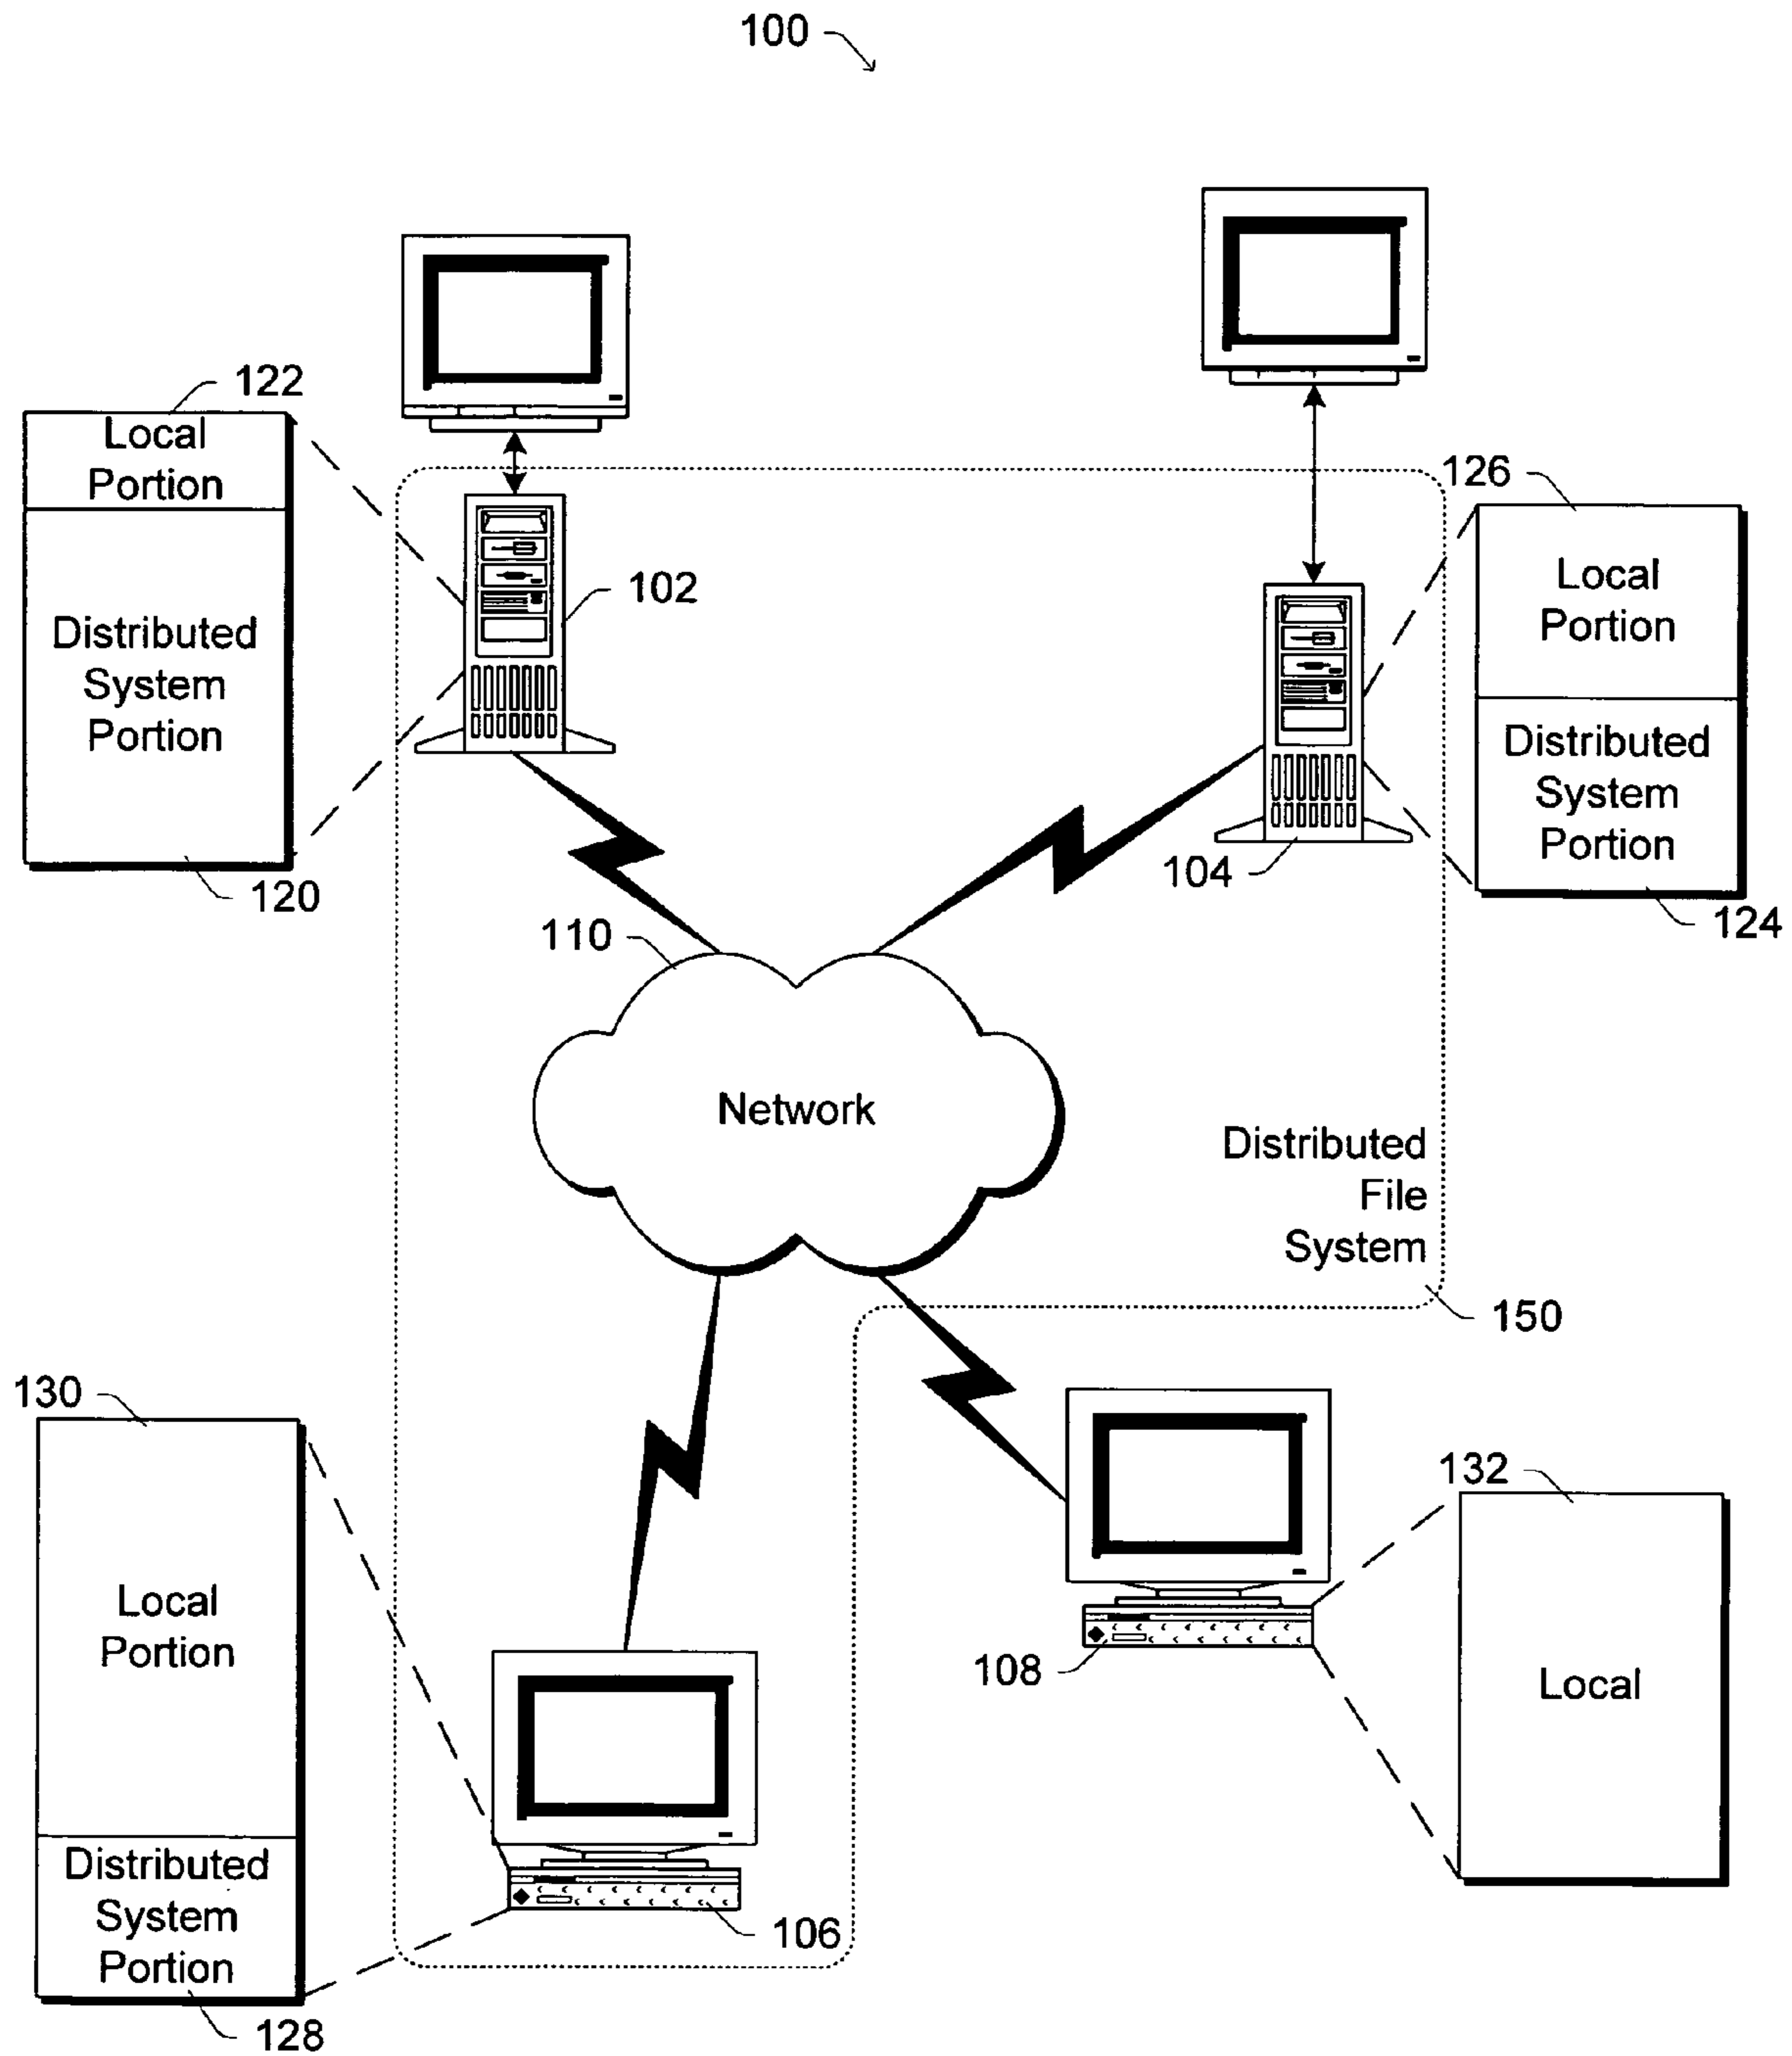 100
122
Local
Portion
Distributed
System
Portion
120
102
126
Local
Portion
Distributed
System
Portion
124
104
110
Network
Distributed
File
System
150
130
Local
Portion
Distributed
System
Portion
128
106
108
132
Local